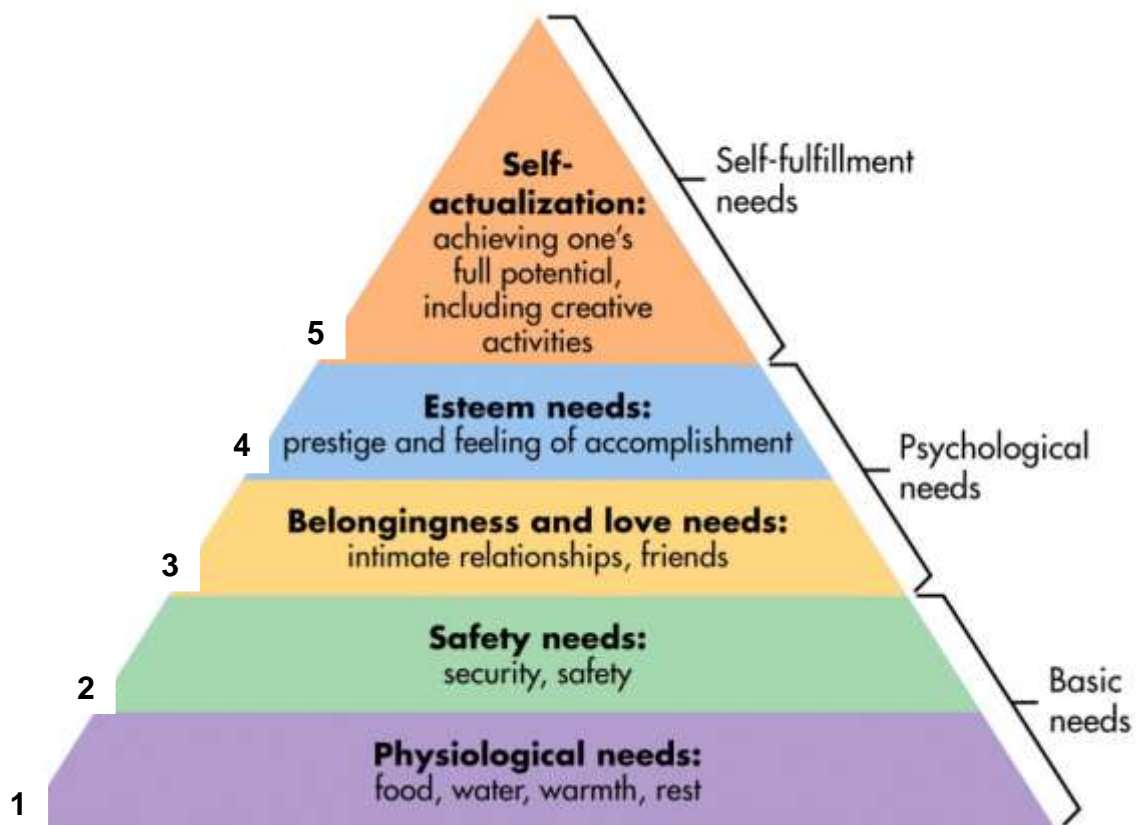 Self-
actualization:
achieving one's
full potential,
including creative
activities
5
Self-fulfillment
needs
Esteem needs:
prestige and feeling of accomplishment
4
Psychological
needs
Belongingness and love needs:
intimate relationships, friends
3
Safety needs:
security, safety
2
Basic
needs
Physiological needs:
food, water, warmth, rest
1